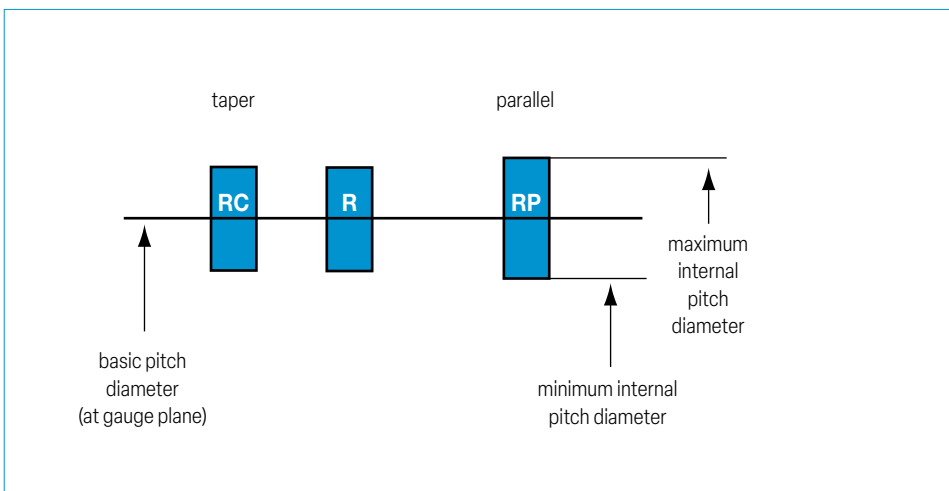 taper
parallel
RC
R
RP
maximum
internal
pitch
diameter
basic pitch
diameter
(at gauge plane)
minimum internal
pitch diameter